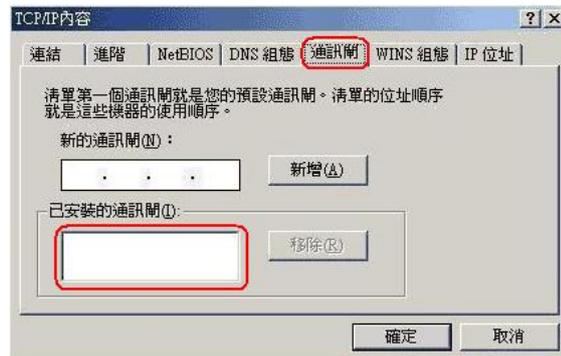 TCP/IP內容
連結 進階 NetBIOS DNS 組態 通訊閘 WINS 組態 IP 位址
清單第一個通訊閘就是您的預設通訊閘。清單的位址順序
就是這些機器的使用順序。
新的通訊閘(N)：
. . .
新增(A)
已安裝的通訊閘(I):
移除(R)
確定 取消